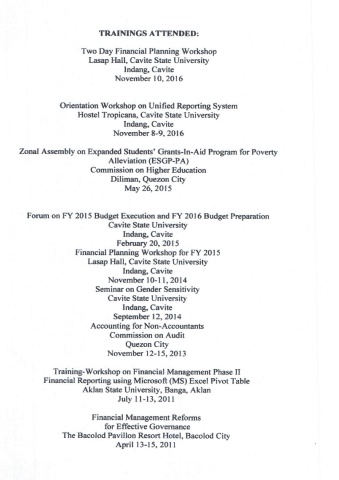 TRAININGS ATTENDED:
Two Day Financial Planning Workshop
Lasap Hall, Cavite State University
Indang, Cavite
November 10, 2016
Orientation Workshop on Unified Reporting System
Hostel Tropicana, Cavite State University
Indang, Cavite
November 8-9, 2016
Zonal Assembly on Expanded Students' Grants-In-Aid Program for Poverty
Alleviation (ESGP-PA)
Commission on Higher Education
Diliman, Quezon City
May 26, 2015
Forum on FY 2015 Budget Execution and FY 2016 Budget Preparation
Cavite State University
Indang, Cavite
February 20, 2015
Financial Planning Workshop for FY 2015
Lasap Hall, Cavite State University
Indang, Cavite
November 10-11, 2014
Seminar on Gender Sensitivity
Cavite State University
Indang, Cavite
September 12, 2014
Accounting for Non-Accountants
Commission on Audit
Quezon City
November 12-15, 2013
Training-Workshop on Financial Management Phase II
Financial Reporting using Microsoft (MS) Excel Pivot Table
Aklan State University, Banga, Aklan
July 11-13, 2011
Financial Management Reforms
for Effective Governance
The Bacolod Pavilion Resort Hotel, Bacolod City
April 13-15, 2011